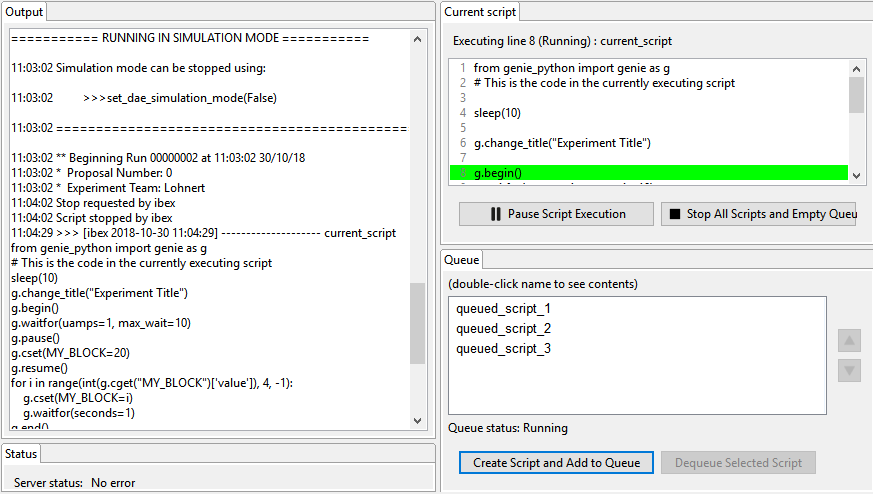 Output
=========== RUNNING IN SIMULATION MODE ===========
11:03:02 Simulation mode can be stopped using:
11:03:02 >>>set_dae_simulation_mode(False)
11:03:02 =============================================
11:03:02 ** Beginning Run 00000002 at 11:03:02 30/10/18
11:03:02 * Proposal Number: 0
11:03:02 * Experiment Team: Lohnert
11:04:02 Stop requested by ibex
11:04:02 Script stopped by ibex
11:04:29 >>> [ibex 2018-10-30 11:04:29] -------------------- current_script
from genie_python import genie as g
# This is the code in the currently executing script
sleep(10)
g.change_title("Experiment Title")
g.begin()
g.waitfor(uamps=1, max_wait=10)
g.pause()
g.cset(MY_BLOCK=20)
g.resume()
for i in range(int(g.cget("MY_BLOCK")['value']), 4, -1):
g.cset(MY_BLOCK=i)
g.waitfor(seconds=1)
g.end()
Status
Server status: No error
Current script
Executing line 8 (Running) : current_script
1 from genie_python import genie as g
2 # This is the code in the currently executing script
3
4 sleep(10)
5
6 g.change_title("Experiment Title")
7
8 g.begin()
Pause Script Execution
Stop All Scripts and Empty Queu
Queue
(double-click name to see contents)
queued_script_1
queued_script_2
queued_script_3
Queue status: Running
Create Script and Add to Queue
Dequeue Selected Script